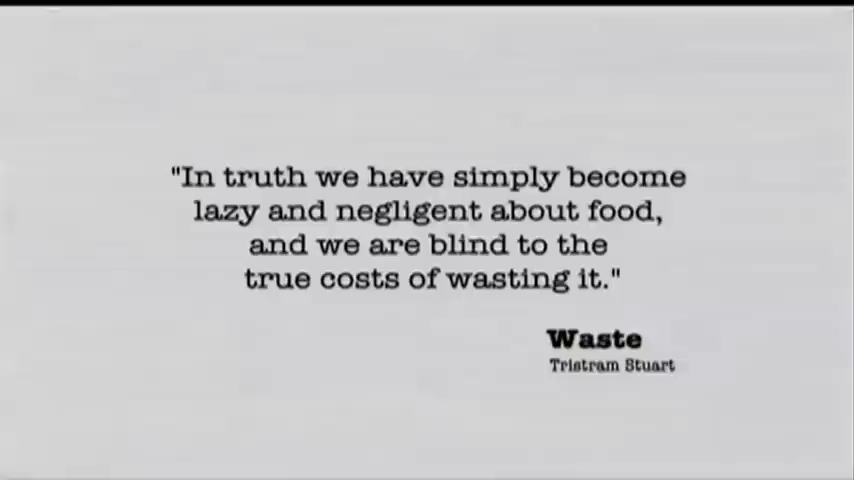 "In truth we have simply become
lazy and negligent about food,
and we are blind to the
true costs of wasting it."
Waste
Tristram Stuart